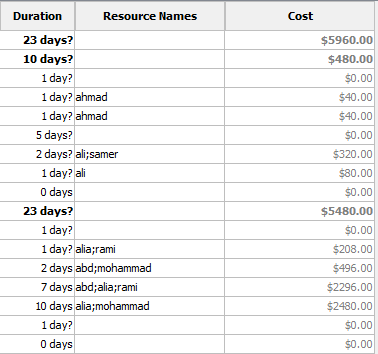 Duration Resource Names Cost
23 days? $5960.00
10 days? $480.00
1 day? $0.00
1 day? ahmad $40.00
1 day? ahmad $40.00
5 days? $0.00
2 days? ali;samer $320.00
1 day? ali $80.00
0 days $0.00
23 days? $5480.00
1 day? $0.00
1 day? alia;rami $208.00
2 days abd;mohammad $496.00
7 days abd;alia;rami $2296.00
10 days alia;mohammad $2480.00
1 day? $0.00
0 days $0.00